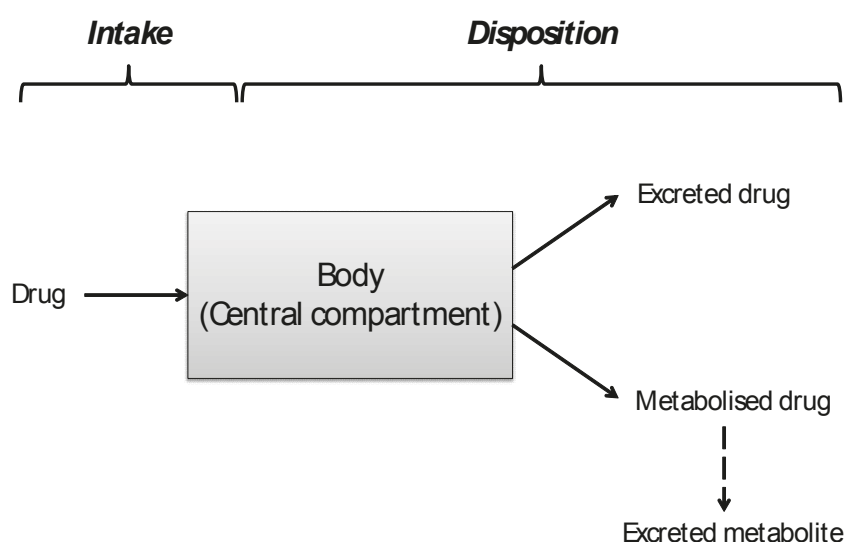 Intake
Disposition
Excreted drug
Body
Drug
(Central compartment)
Metabolised drug
Excreted metabolite